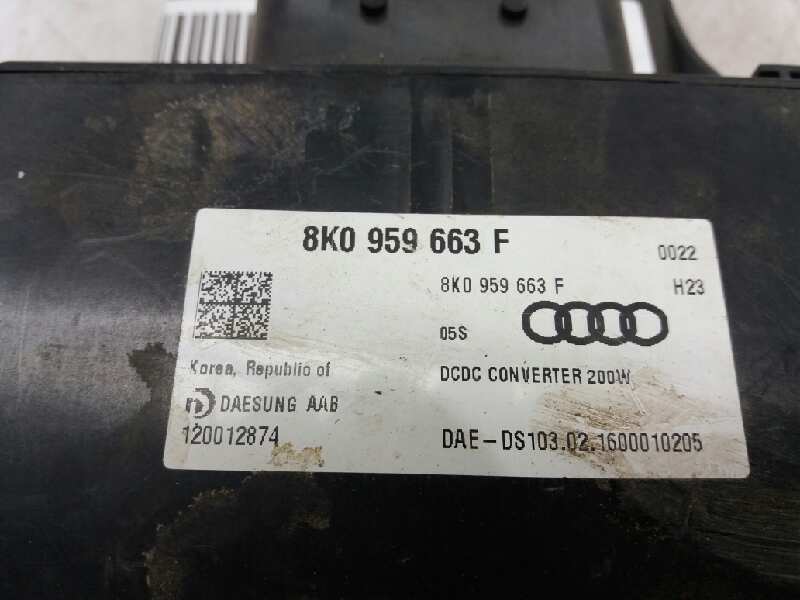 8K0 959 663 F
0022
8K0 959 663 F
H23
05S
Korea, Republic of
DCDC CONVERTER 200W
DAESUNG AAB
120012874
DAE-DS103.02.1600010205